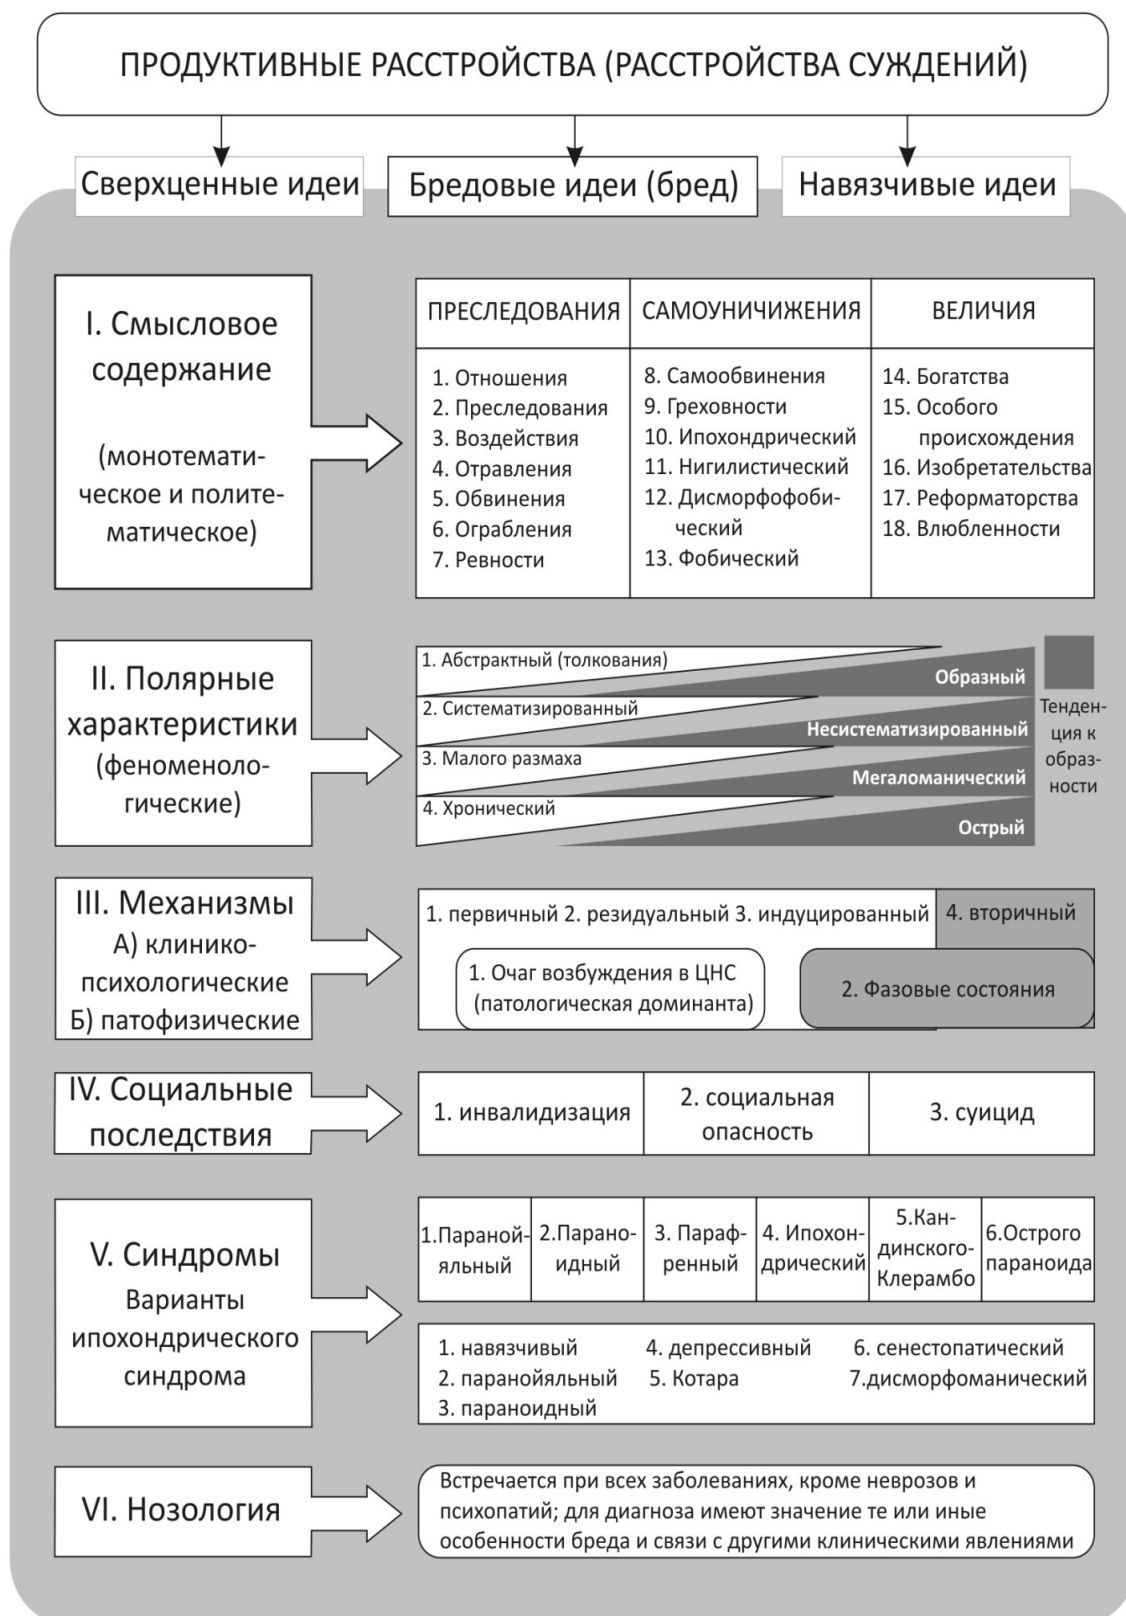 ПРОДУКТИВНЫЕ РАССТРОЙСТВА (РАССТРОЙСТВА СУЖДЕНИЙ)
Сверхценные идеи
Бредовые идеи (бред)
Навязчивые идеи
I. Смысловое
содержание
(монотемати-
ческое и полите-
матическое)
ПРЕСЛЕДОВАНИЯ
1. Отношения
2. Преследования
3. Воздействия
4. Отравления
5. Обвинения
6. Ограбления
7. Ревности
САМОУНИЧИЖЕНИЯ
8. Самообвинения
9. Греховности
10. Ипохондрический
11. Нигилистический
12. Дисморфофоби-
ческий
13. Фобический
ВЕЛИЧИЯ
14. Богатства
15. Особого
происхождения
16. Изобретательства
17. Реформаторства
18. Влюбленности
II. Полярные
характеристики
(феноменоло-
гические)
1. Абстрактный (толкования)
Образный
2. Систематизированный
Несистематизированный
3. Малого размаха
Мегаломанический
4. Хронический
Острый
Тенден-
ция к
образ-
ности
III. Механизмы
А) клинико-
психологические
Б) патофизические
1. первичный 2. резидуальный 3. индуцированный
4. вторичный
1. Очаг возбуждения в ЦНС
(патологическая доминанта)
2. Фазовые состояния
IV. Социальные
последствия
1. инвалидизация
2. социальная
опасность
3. суицид
V. Синдромы
Варианты
ипохондрического
синдрома
1.Параной-
яльный
2.Парано-
идный
3. Параф-
ренный
4. Ипохон-
дрический
5.Кан-
динского-
Клерамбо
6.Острого
параноида
1. навязчивый
2. паранойяльный
3. параноидный
4. депрессивный
5. Котара
6. сенестопатический
7.дисморфоманический
VI. Нозология
Встречается при всех заболеваниях, кроме неврозов и
психопатий; для диагноза имеют значение те или иные
особенности бреда и связи с другими клиническими явлениями